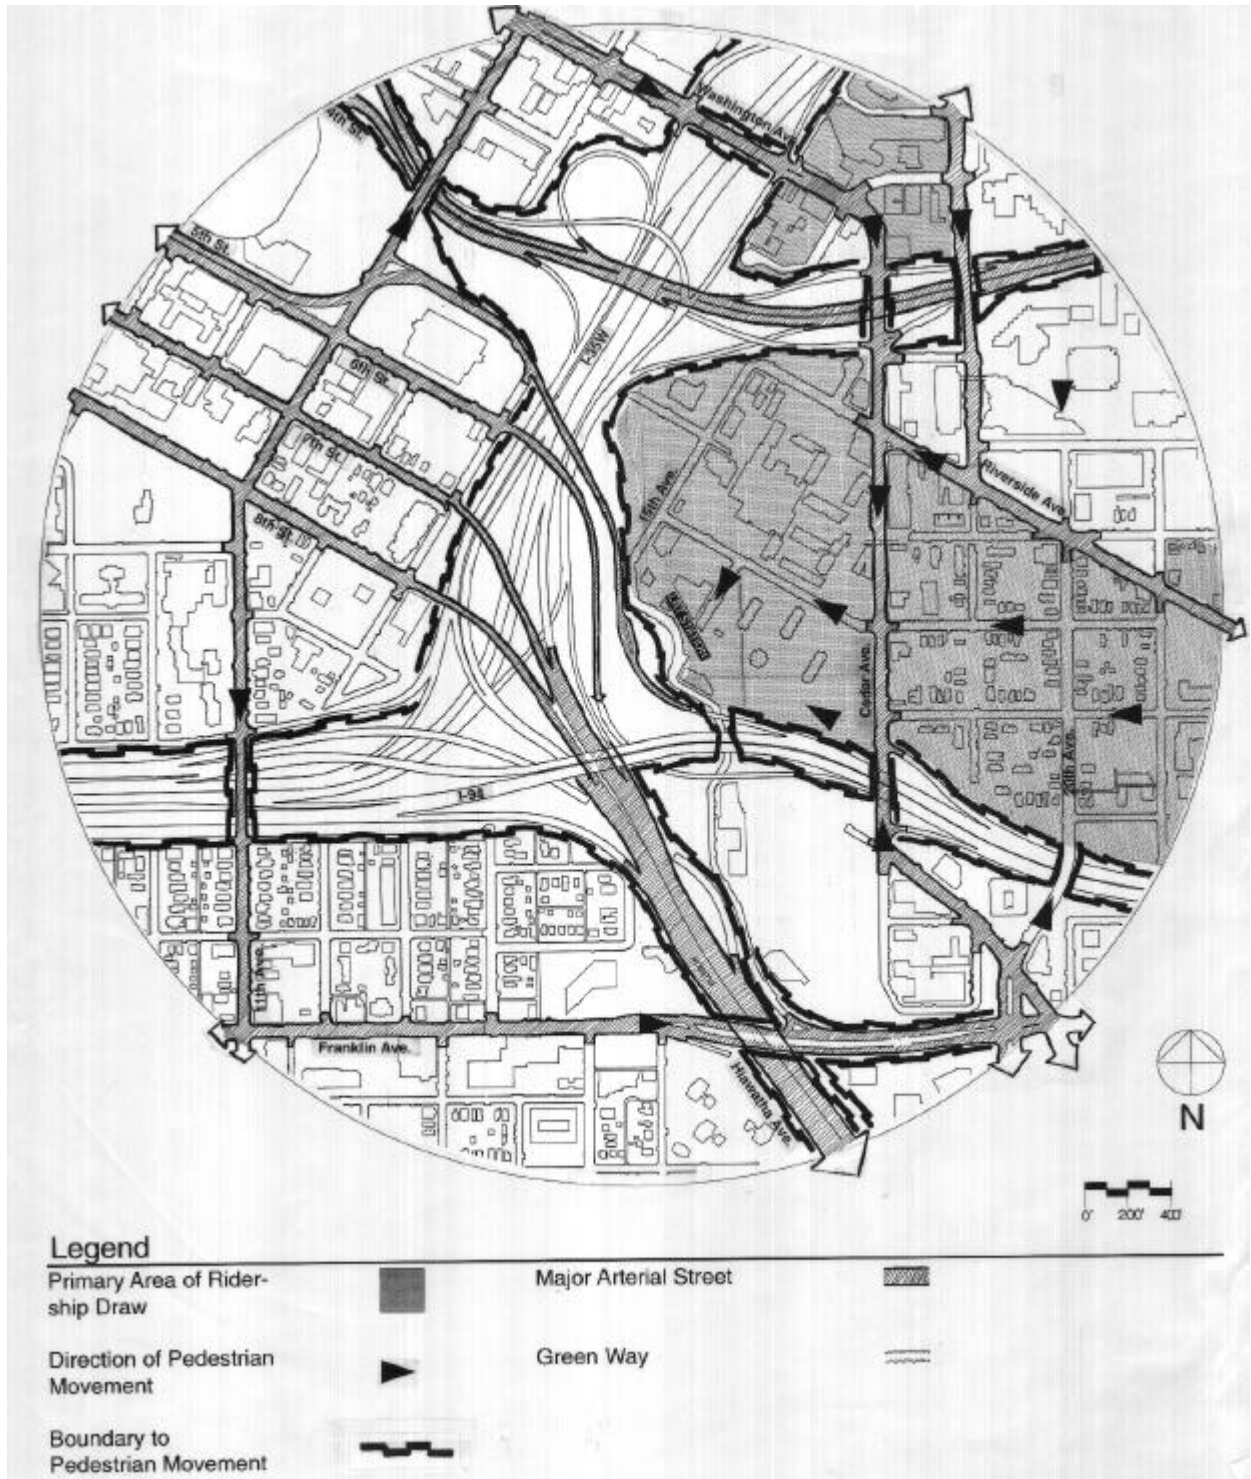 4th St.
Washington Ave.
5th St.
I-35W
6th St.
7th St.
8th St.
15th Ave.
Riverside Ave.
Cedar Ave.
20th Ave.
I-94
11th Ave.
Franklin Ave.
Hiawatha Ave.
N
0' 200' 400'
Legend
Primary Area of Rider-
ship Draw
Major Arterial Street
Direction of Pedestrian
Movement
Green Way
Boundary to
Pedestrian Movement